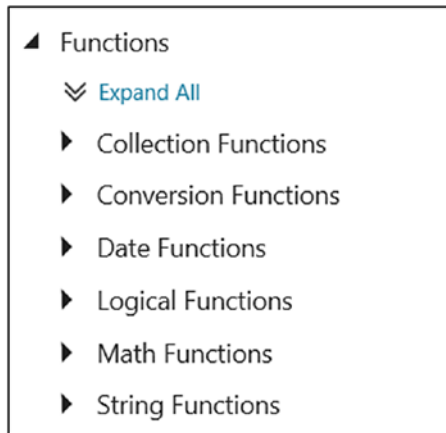 Functions
Expand All
Collection Functions
Conversion Functions
Date Functions
Logical Functions
Math Functions
String Functions